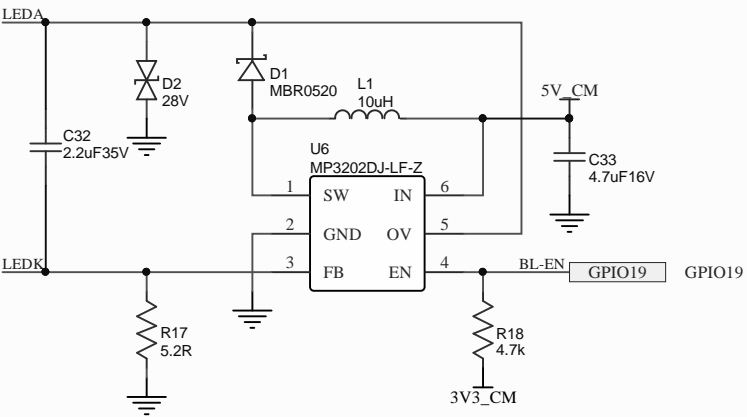 LEDA
D2
28V
D1
MBR0520
L1
10uH
5V_CM
C32
2.2uF35V
C33
4.7uF16V
U6
MP3202DJ-LF-Z
1 SW IN 6
2 GND OV 5
3 FB EN 4
LEDK
BL-EN GPIO19 GPIO19
R17
5.2R
R18
4.7k
3V3_CM